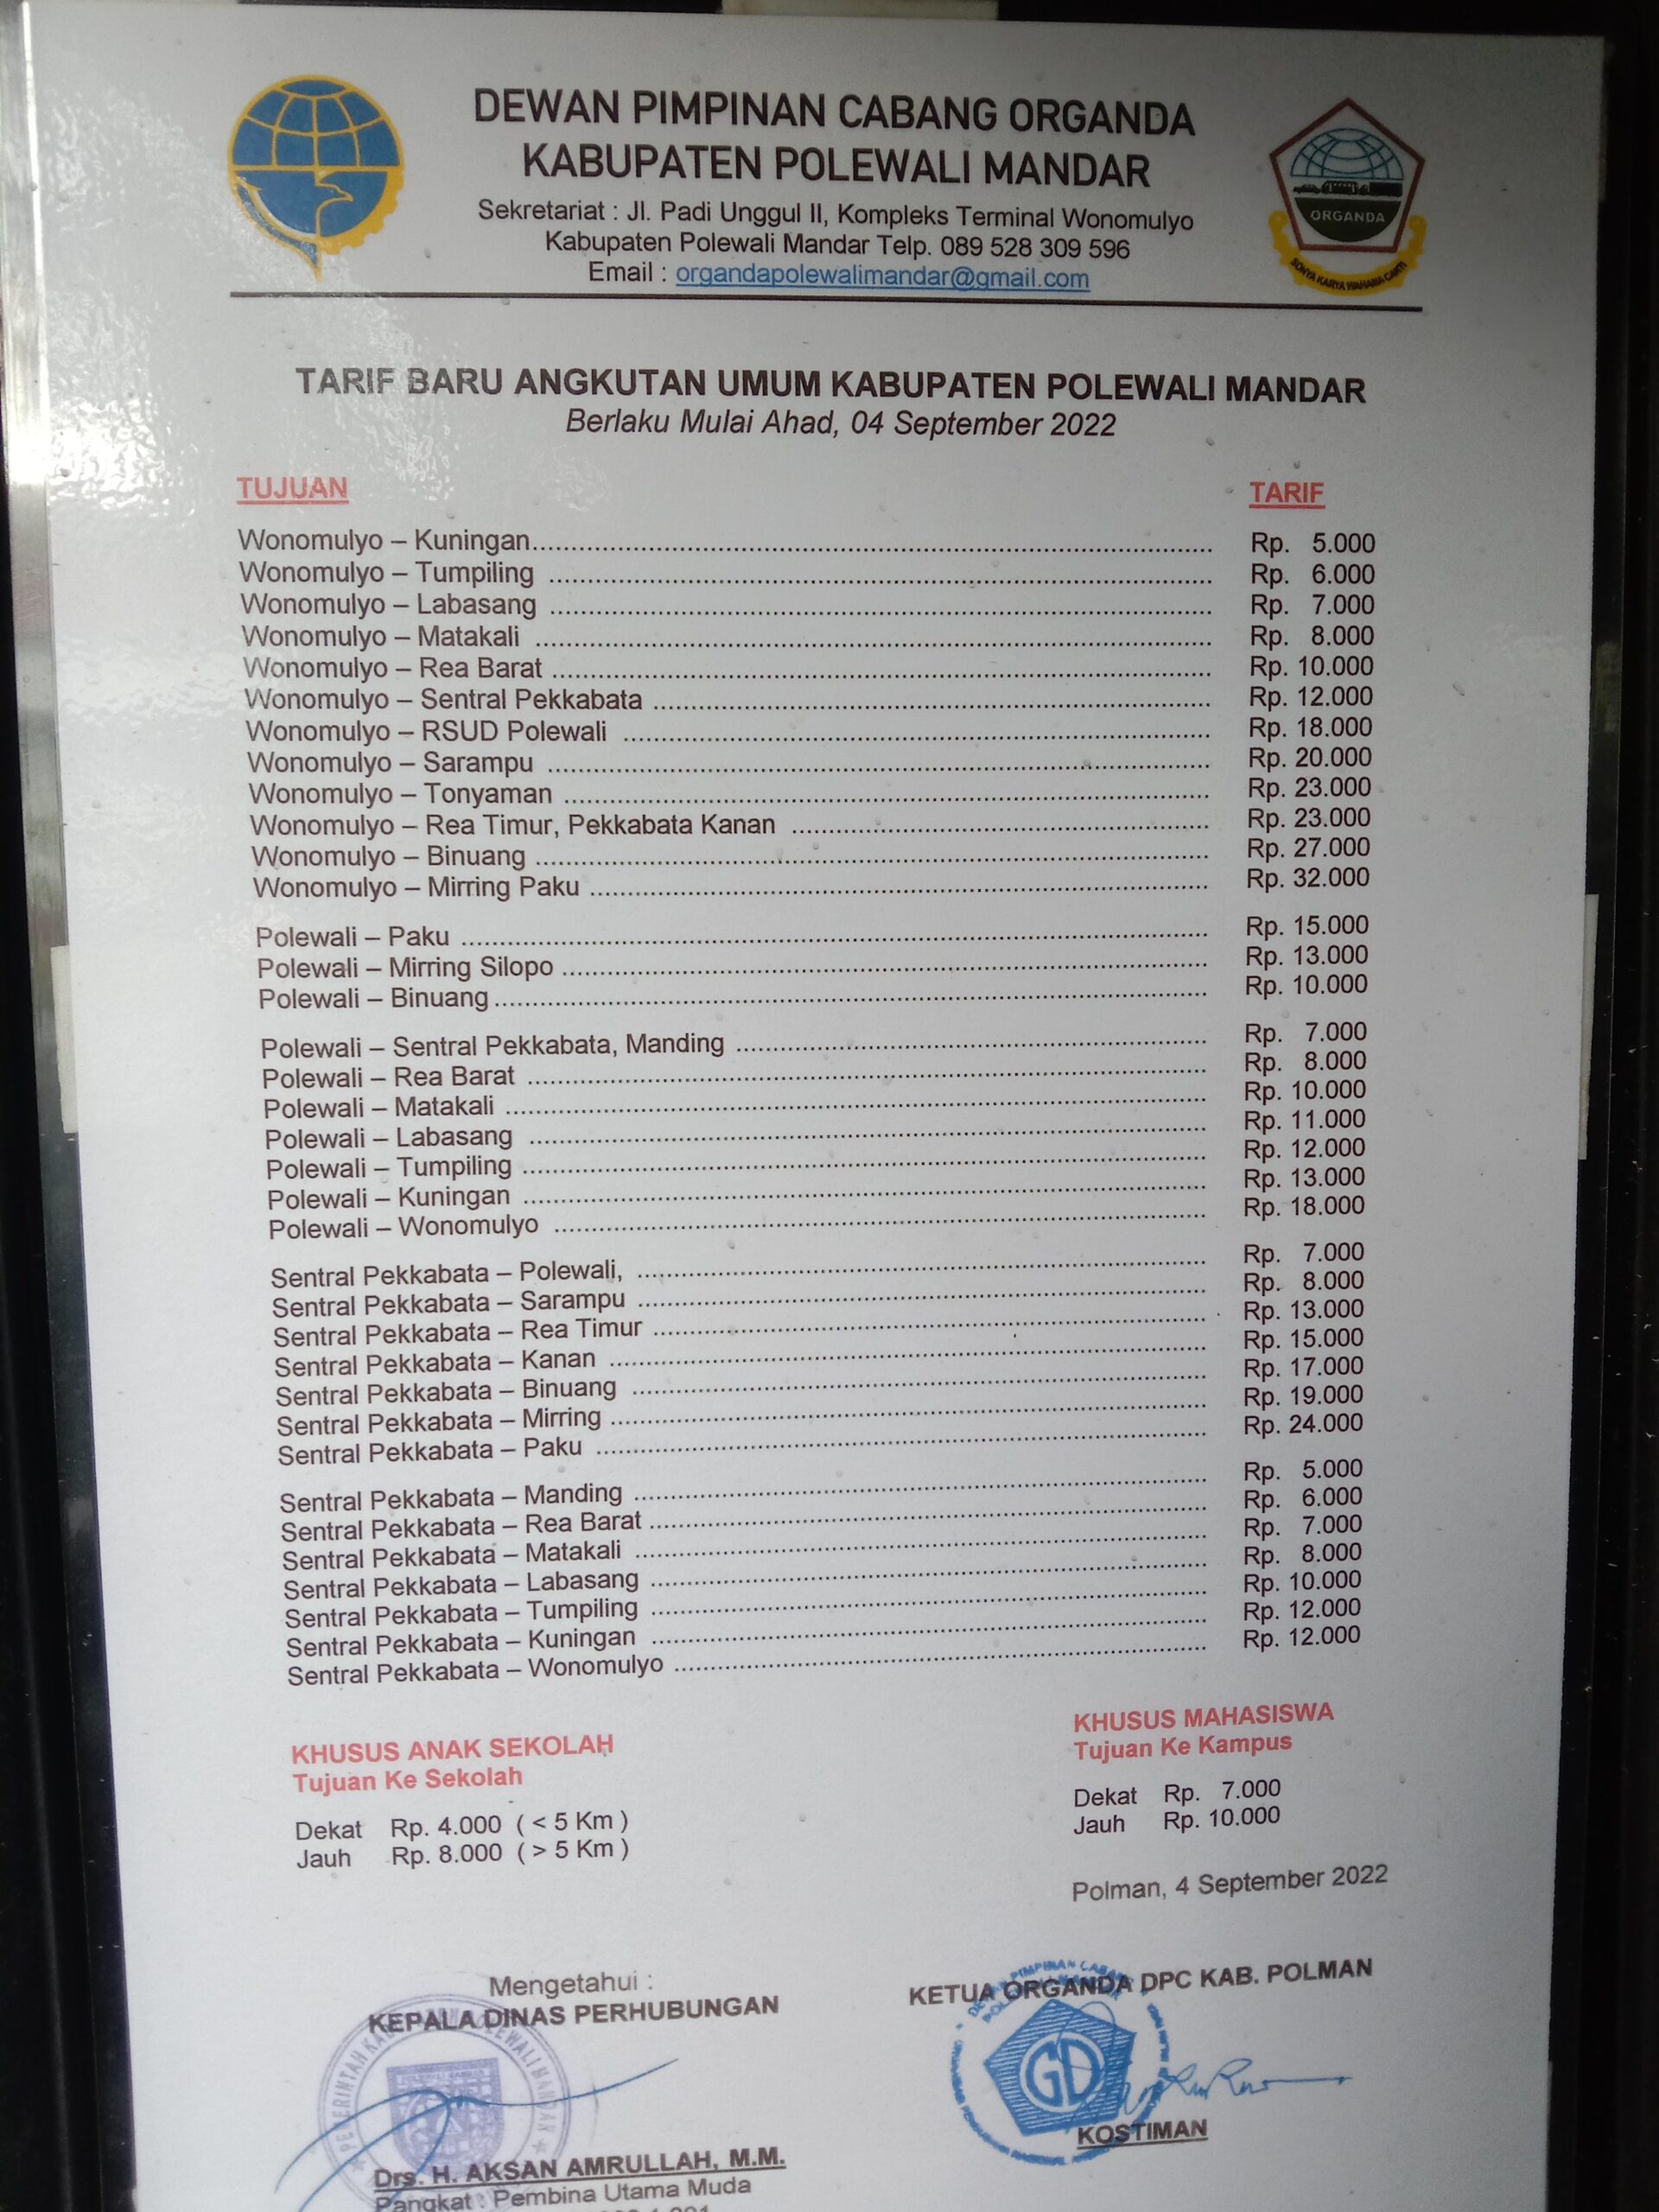 DEWAN PIMPINAN CABANG ORGANDA
KABUPATEN POLEWALI MANDAR
Sekretariat : Jl. Padi Unggul II, Kompleks Terminal Wonomulyo
Kabupaten Polewali Mandar Telp. 089 528 309 596
Email : organdapolewalimandar@gmail.com
ORGANDA
TARIF BARU ANGKUTAN UMUM KABUPATEN POLEWALI MANDAR
Berlaku Mulai Ahad, 04 September 2022
TUJUAN TARIF
Wonomulyo – Kuningan Rp. 5.000
Wonomulyo – Tumpiling Rp. 6.000
Wonomulyo – Labasang Rp. 7.000
Wonomulyo – Matakali Rp. 8.000
Wonomulyo – Rea Barat Rp. 10.000
Wonomulyo – Sentral Pekkabata Rp. 12.000
Wonomulyo – RSUD Polewali Rp. 18.000
Wonomulyo – Sarampu Rp. 20.000
Wonomulyo – Tonyaman Rp. 23.000
Wonomulyo – Rea Timur, Pekkabata Kanan Rp. 23.000
Wonomulyo – Binuang Rp. 27.000
Wonomulyo – Mirring Paku Rp. 32.000
Polewali – Paku Rp. 15.000
Polewali – Mirring Silopo Rp. 13.000
Polewali – Binuang Rp. 10.000
Polewali – Sentral Pekkabata, Manding Rp. 7.000
Polewali – Rea Barat Rp. 8.000
Polewali – Matakali Rp. 10.000
Polewali – Labasang Rp. 11.000
Polewali – Tumpiling Rp. 12.000
Polewali – Kuningan Rp. 13.000
Polewali – Wonomulyo Rp. 18.000
Sentral Pekkabata – Polewali, Rp. 7.000
Sentral Pekkabata – Sarampu Rp. 8.000
Sentral Pekkabata – Rea Timur Rp. 13.000
Sentral Pekkabata – Kanan Rp. 15.000
Sentral Pekkabata – Binuang Rp. 17.000
Sentral Pekkabata – Mirring Rp. 19.000
Sentral Pekkabata – Paku Rp. 24.000
Sentral Pekkabata – Manding Rp. 5.000
Sentral Pekkabata – Rea Barat Rp. 6.000
Sentral Pekkabata – Matakali Rp. 7.000
Sentral Pekkabata – Labasang Rp. 8.000
Sentral Pekkabata – Tumpiling Rp. 10.000
Sentral Pekkabata – Kuningan Rp. 12.000
Sentral Pekkabata – Wonomulyo Rp. 12.000
KHUSUS ANAK SEKOLAH
Tujuan Ke Sekolah
Dekat Rp. 4.000 ( < 5 Km )
Jauh Rp. 8.000 ( > 5 Km )
KHUSUS MAHASISWA
Tujuan Ke Kampus
Dekat Rp. 7.000
Jauh Rp. 10.000
Polman, 4 September 2022
Mengetahui :
KEPALA DINAS PERHUBUNGAN
Drs. H. AKSAN AMRULLAH, M.M.
Pangkat : Pembina Utama Muda
KETUA ORGANDA DPC KAB. POLMAN
GD
KOSTIMAN